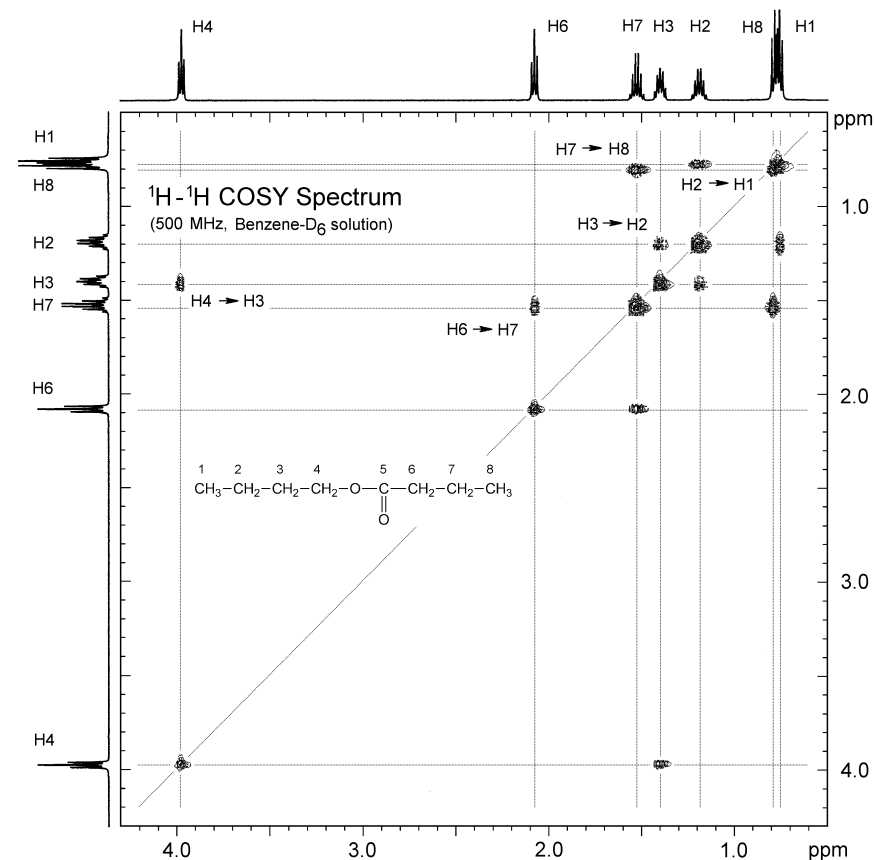 H4 H6 H7 H3 H2 H8 H1
ppm
H1
H7 → H8
H8
H2 → H1
¹H-¹H COSY Spectrum
1.0
(500 MHz, Benzene-D₆ solution)
H3 → H2
H2
H3
H4 → H3
H7
H6 → H7
H6
2.0
1 2 3 4 5 6 7 8
CH₃–CH₂–CH₂–CH₂–O–C–CH₂–CH₂–CH₃
O
3.0
H4
4.0
4.0 3.0 2.0 1.0 ppm